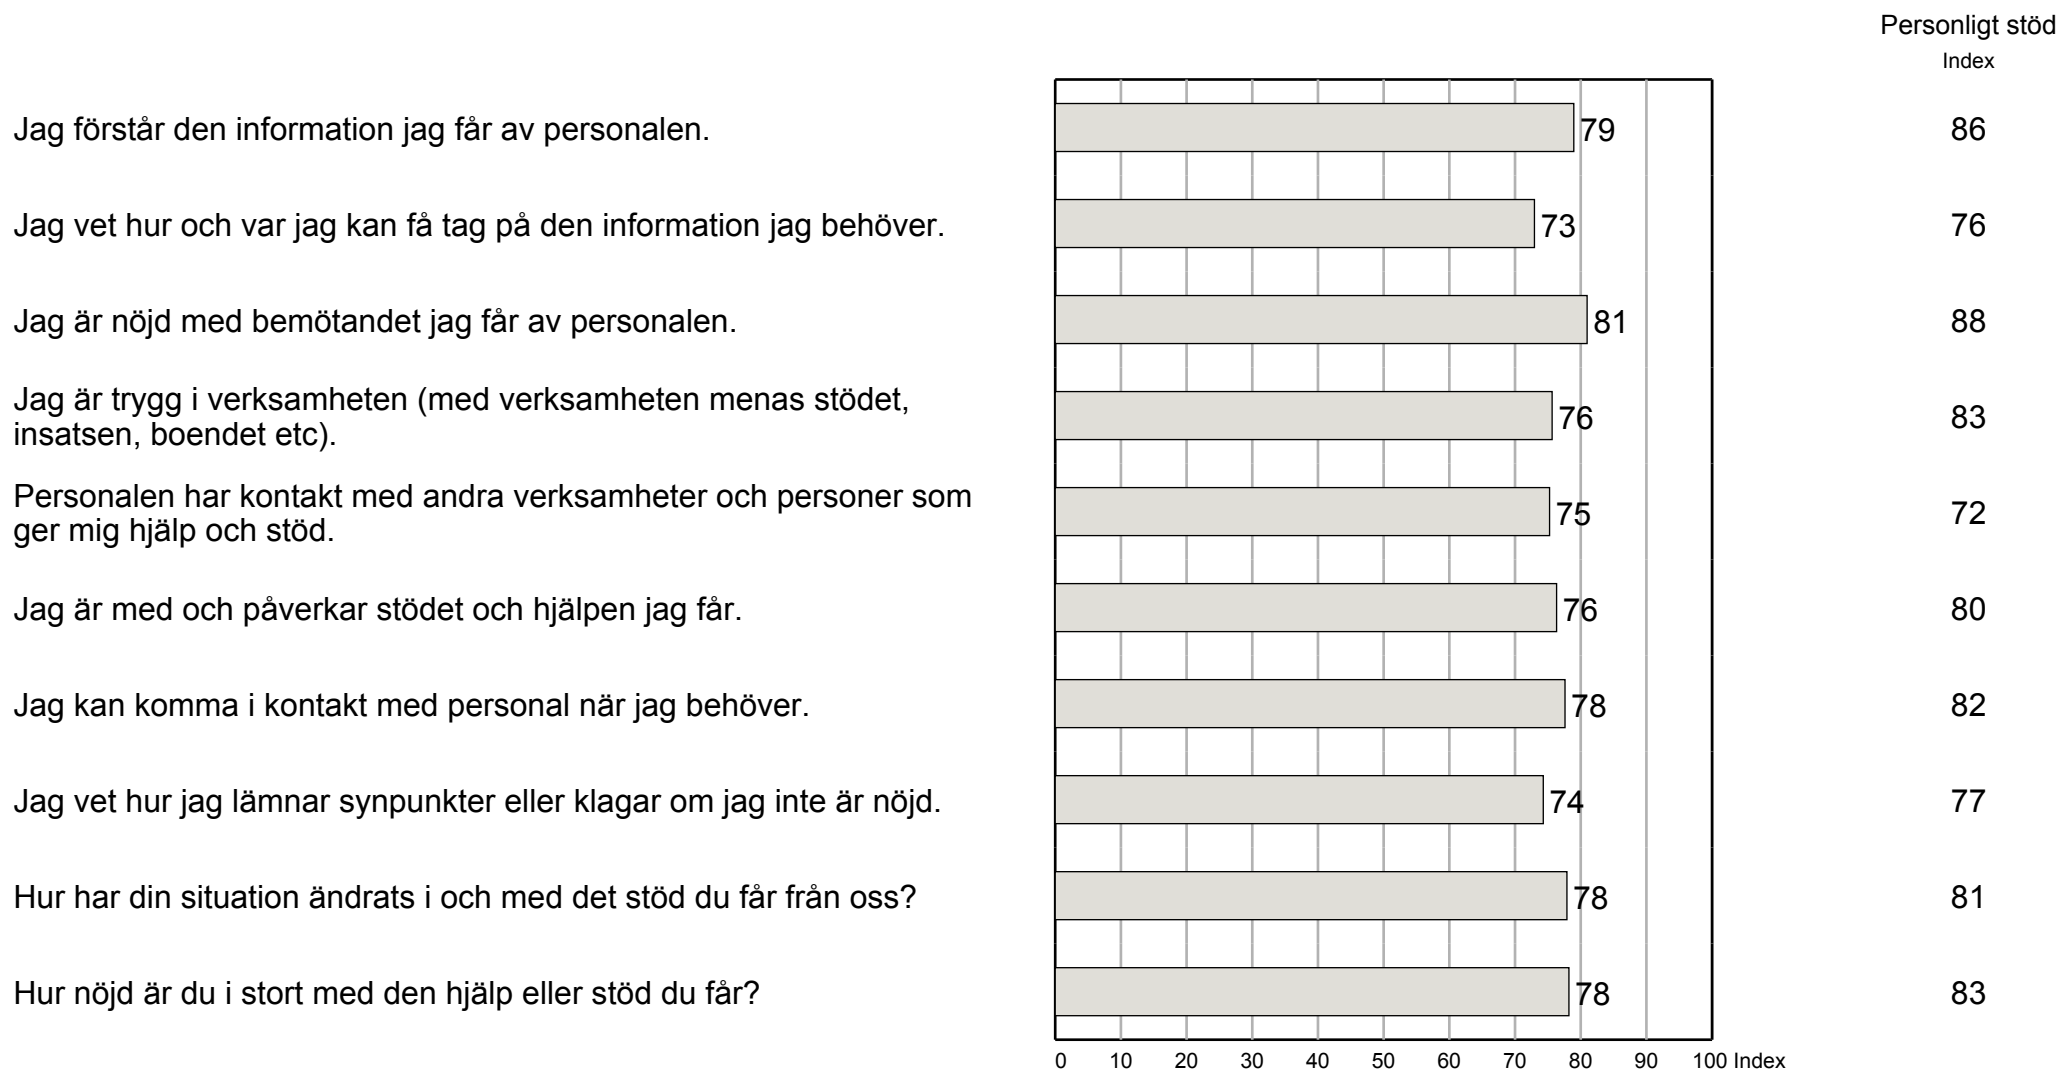 Personligt stöd
Index
Jag förstår den information jag får av personalen. 79 86
Jag vet hur och var jag kan få tag på den information jag behöver. 73 76
Jag är nöjd med bemötandet jag får av personalen. 81 88
Jag är trygg i verksamheten (med verksamheten menas stödet,
insatsen, boendet etc). 76 83
Personalen har kontakt med andra verksamheter och personer som
ger mig hjälp och stöd. 75 72
Jag är med och påverkar stödet och hjälpen jag får. 76 80
Jag kan komma i kontakt med personal när jag behöver. 78 82
Jag vet hur jag lämnar synpunkter eller klagar om jag inte är nöjd. 74 77
Hur har din situation ändrats i och med det stöd du får från oss? 78 81
Hur nöjd är du i stort med den hjälp eller stöd du får? 78 83
0 10 20 30 40 50 60 70 80 90 100 Index